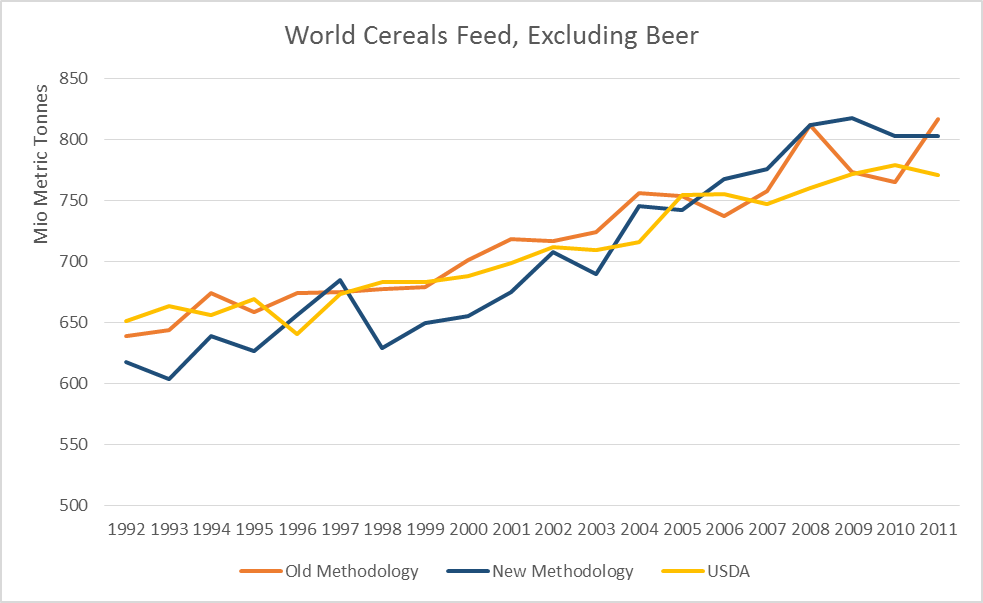 World Cereals Feed, Excluding Beer
Mio Metric Tonnes
850
800
750
700
650
600
550
500
1992 1993 1994 1995 1996 1997 1998 1999 2000 2001 2002 2003 2004 2005 2006 2007 2008 2009 2010 2011
Old Methodology New Methodology USDA